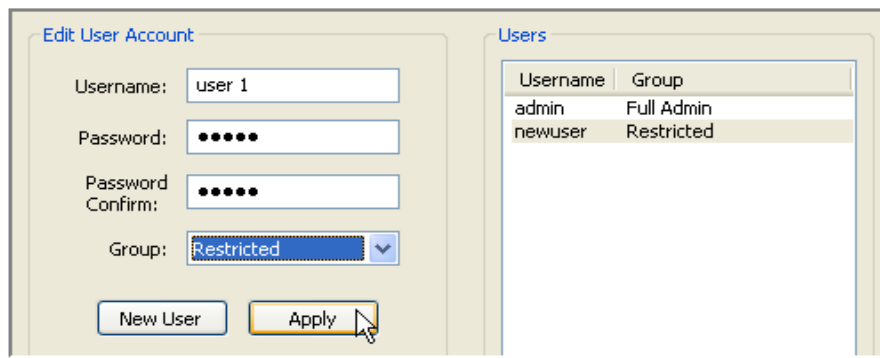 Edit User Account
Username: user 1
Password: •••••
Password
Confirm: •••••
Group: Restricted
New User Apply
Users
Username Group
admin Full Admin
newuser Restricted